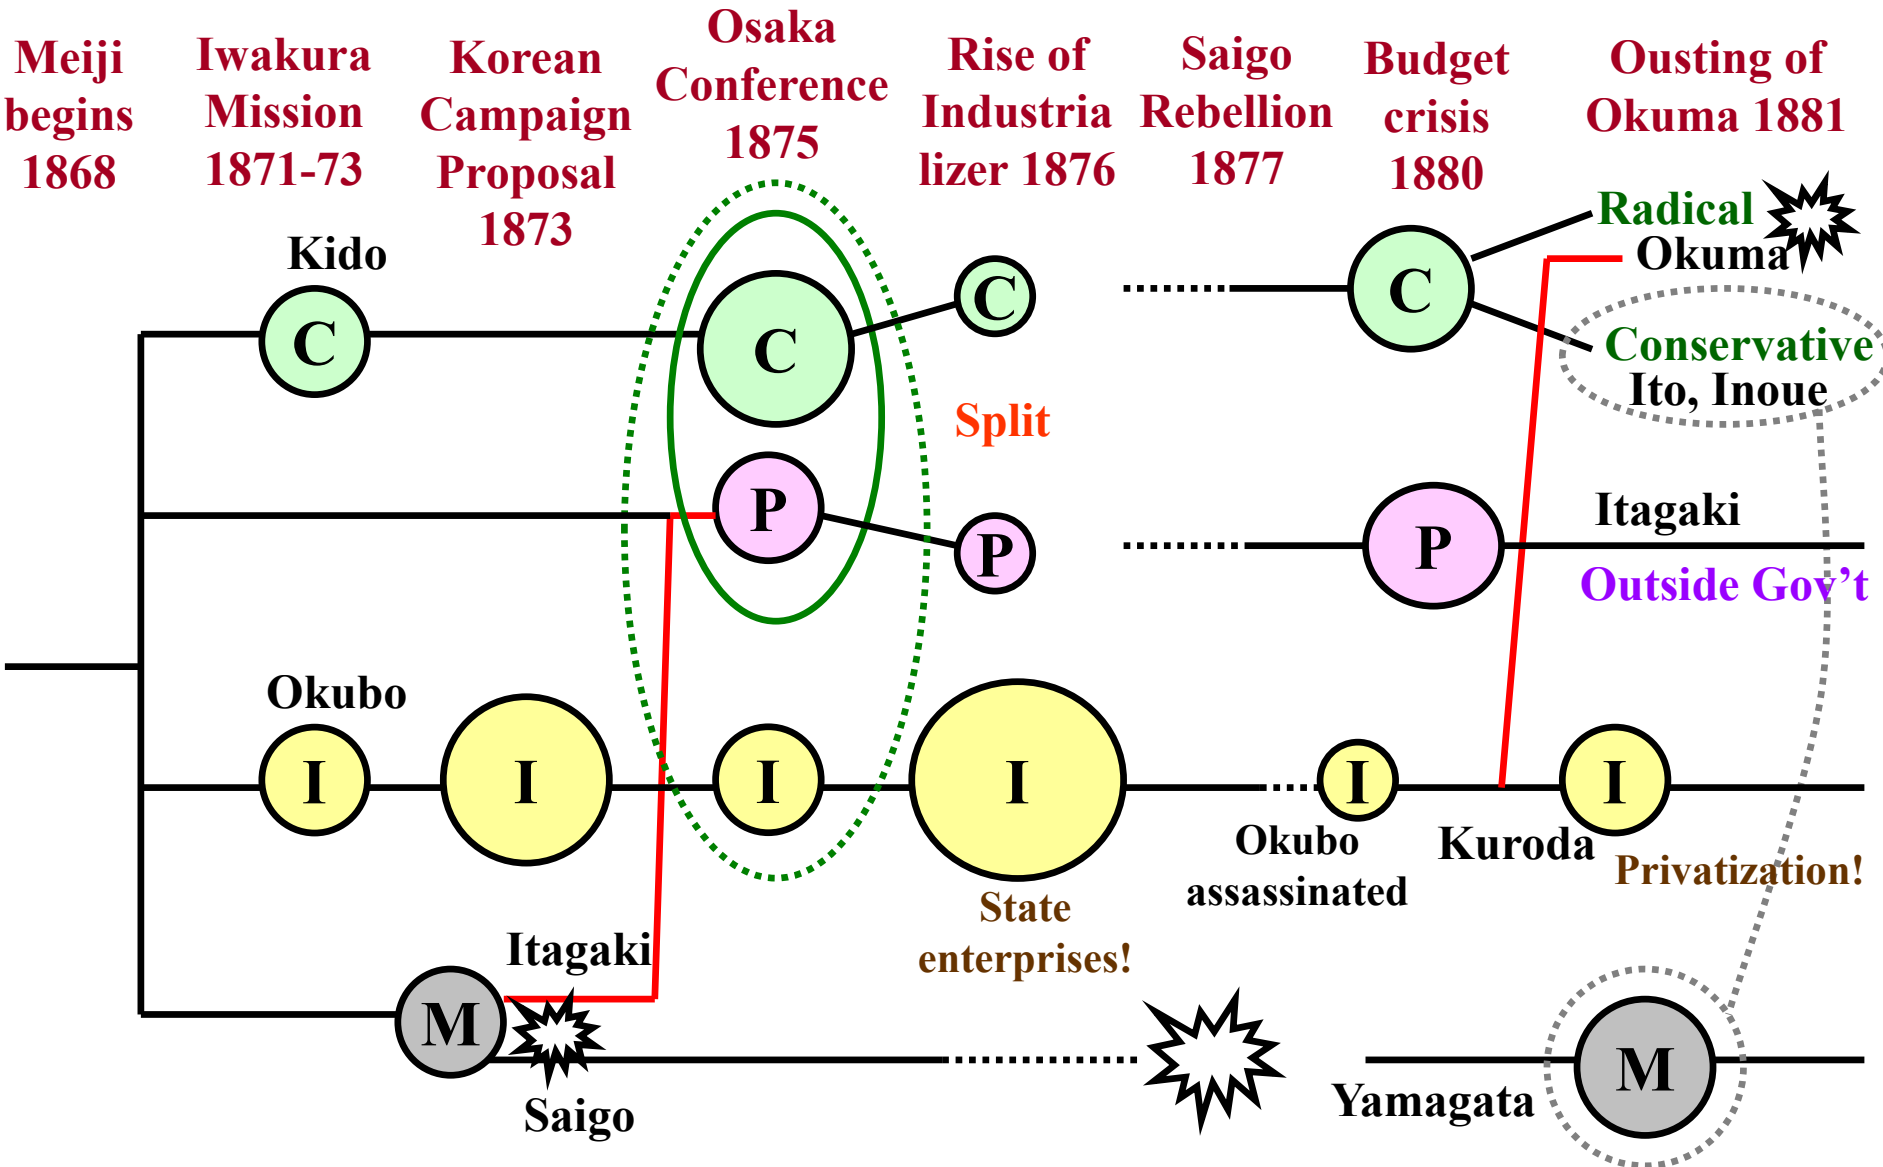 Meiji
begins
1868
Iwakura
Mission
1871-73
Korean
Campaign
Proposal
1873
Osaka
Conference
1875
Rise of
Industria
lizer 1876
Saigo
Rebellion
1877
Budget
crisis
1880
Ousting of
Okuma 1881
Kido
C
C
C
C
Radical
Okuma
Conservative
Ito, Inoue
Split
P
P
P
Itagaki
Outside Gov't
Okubo
I
I
I
I
I
I
Okubo
assassinated
Kuroda
Privatization!
State
enterprises!
Itagaki
M
Saigo
Yamagata
M